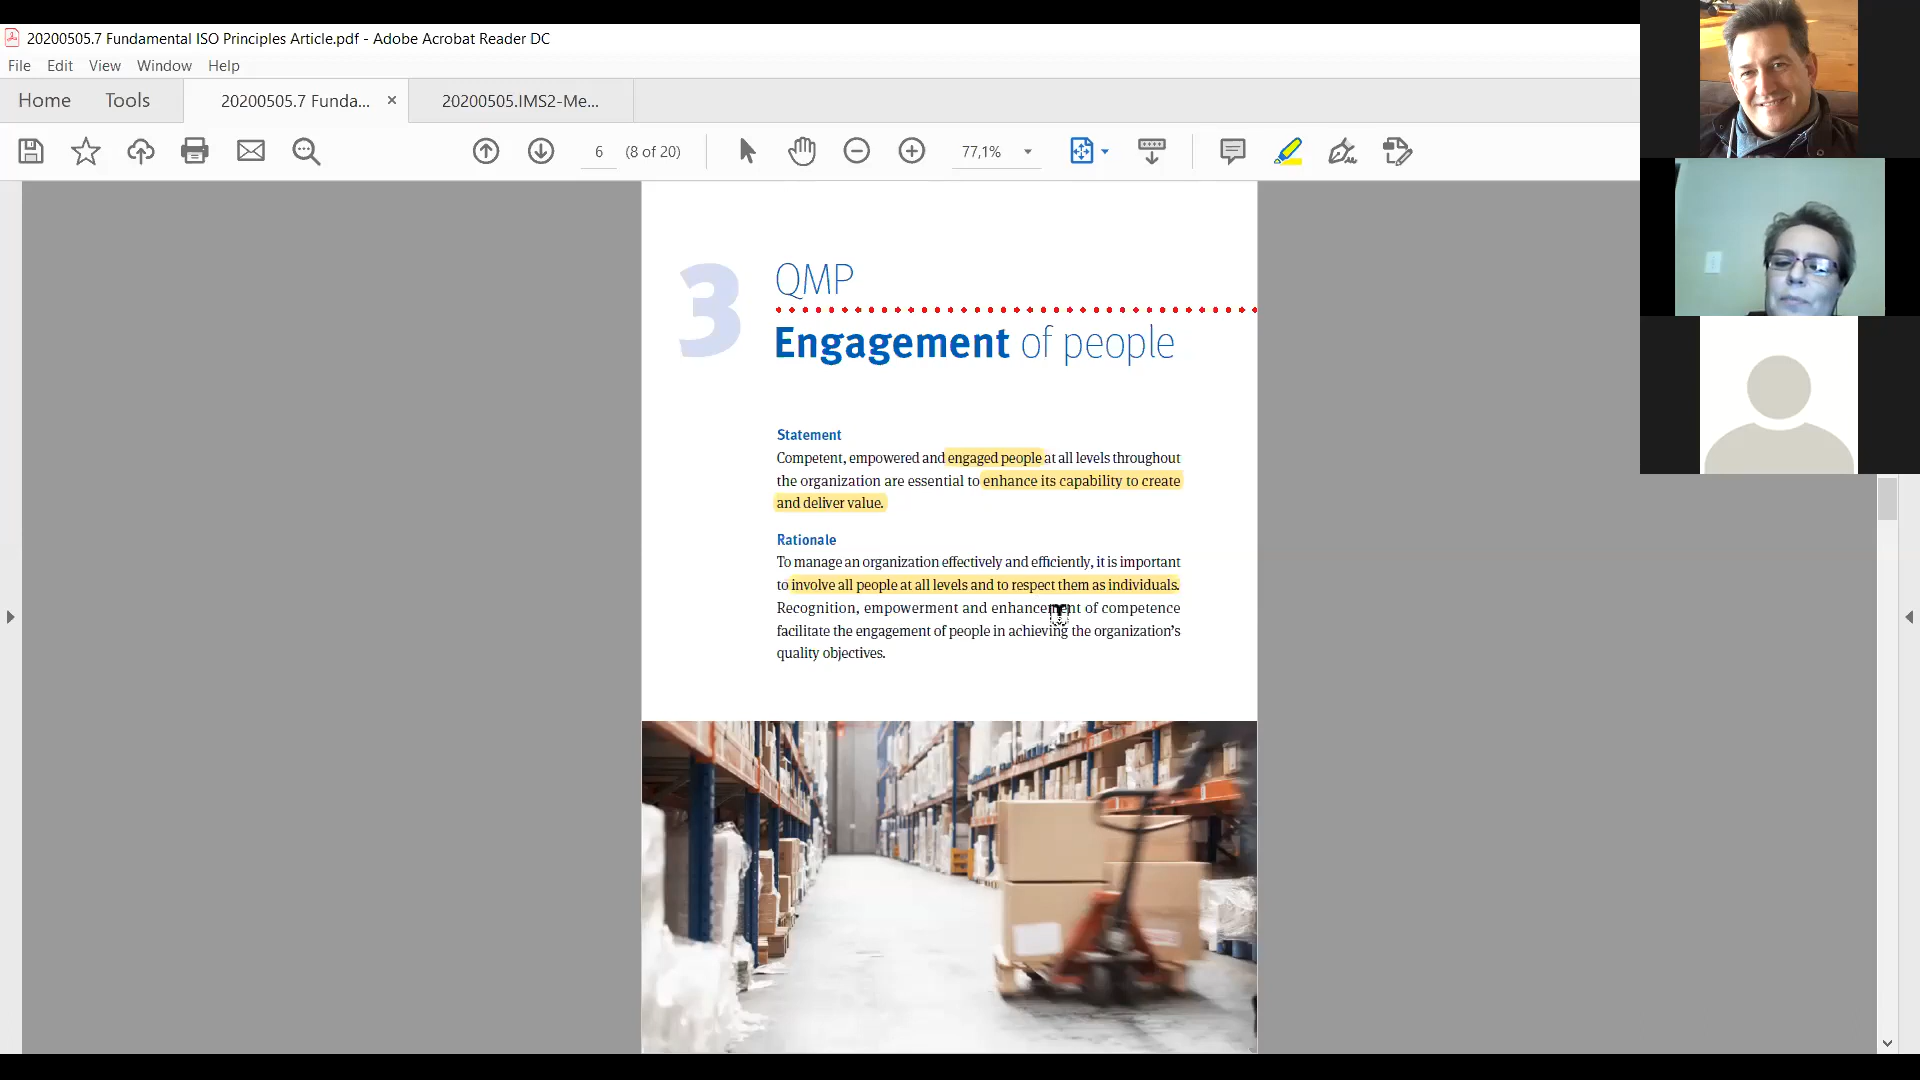 20200505.7 Fundamental ISO Principles Article.pdf - Adobe Acrobat Reader DC
File Edit View Window Help
Home Tools 20200505.7 Funda... × 20200505.IMS2-Me...
6 (8 of 20) 77,1%
3
QMP
Engagement of people
Statement
Competent, empowered and engaged people at all levels throughout
the organization are essential to enhance its capability to create
and deliver value.
Rationale
To manage an organization effectively and efficiently, it is important
to involve all people at all levels and to respect them as individuals.
Recognition, empowerment and enhancement of competence
facilitate the engagement of people in achieving the organization’s
quality objectives.